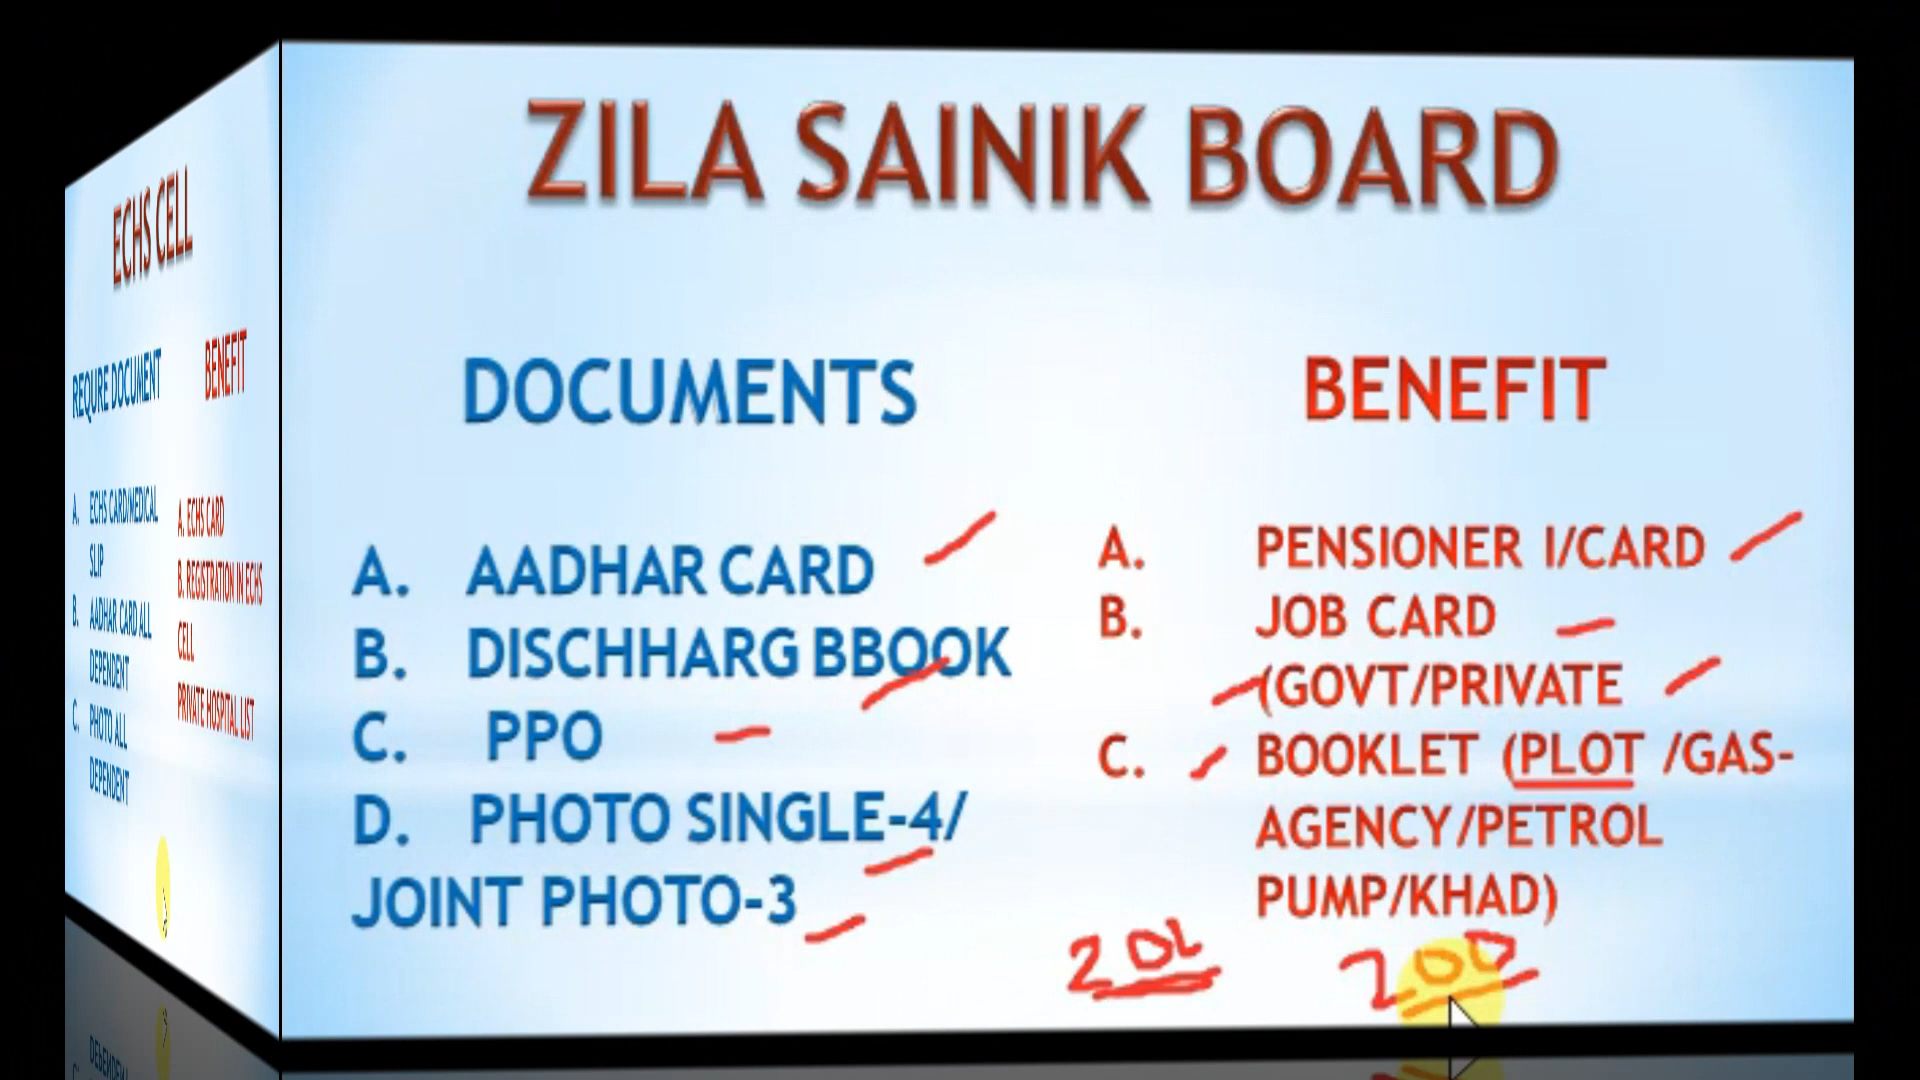 ECHS CELL
REQURE DOCUMENT
BENEFIT
A. ECHS CARD/MEDICAL
SLIP
B. AADHAR CARD ALL
DEPENDENT
C. PHOTO ALL
DEPENDENT
A. ECHS CARD
B. REGISTRATION IN ECHS
CELL
PRIVATE HOSPITAL LIST
ZILA SAINIK BOARD
DOCUMENTS
A. AADHAR CARD
B. DISCHHARG BBOOK
C. PPO
D. PHOTO SINGLE-4/
JOINT PHOTO-3
BENEFIT
A. PENSIONER I/CARD
B. JOB CARD
(GOVT/PRIVATE
C. BOOKLET (PLOT /GAS-
AGENCY/PETROL
PUMP/KHAD)
200